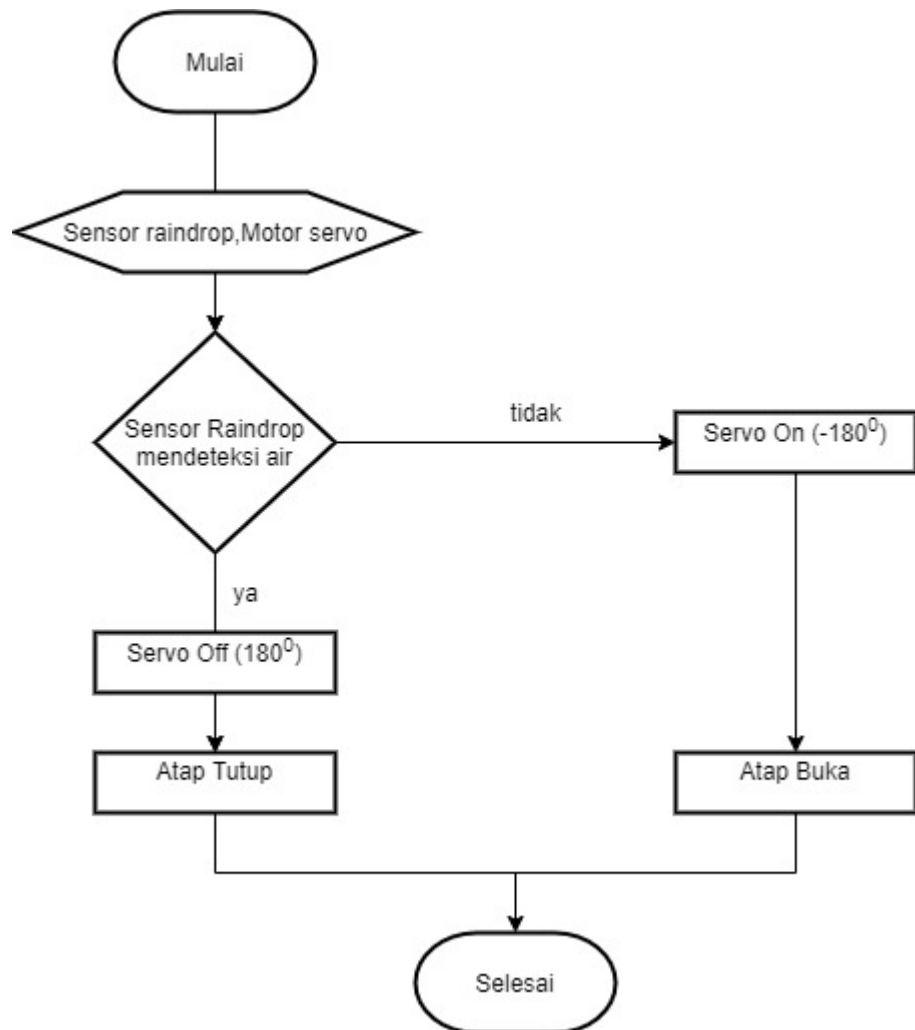 Mulai
Sensor raindrop,Motor servo
Sensor Raindrop
mendeteksi air
tidak
Servo On (-180⁰)
ya
Servo Off (180⁰)
Atap Tutup
Atap Buka
Selesai